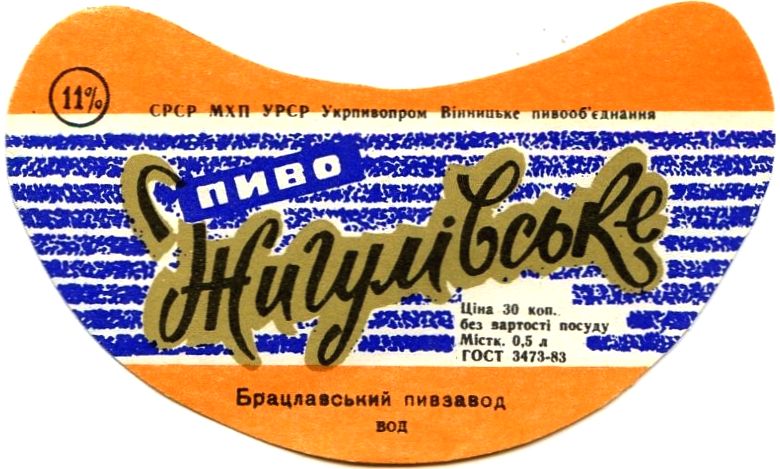 11%
СРСР МХП УРСР Укрпивопром Вінницьке пивооб'єднання
пиво
Жигулівське
Ціна 30 коп.
без вартості посуду
Містк. 0,5 л
ГОСТ 3473-83
Брацлавський пивзавод
вод